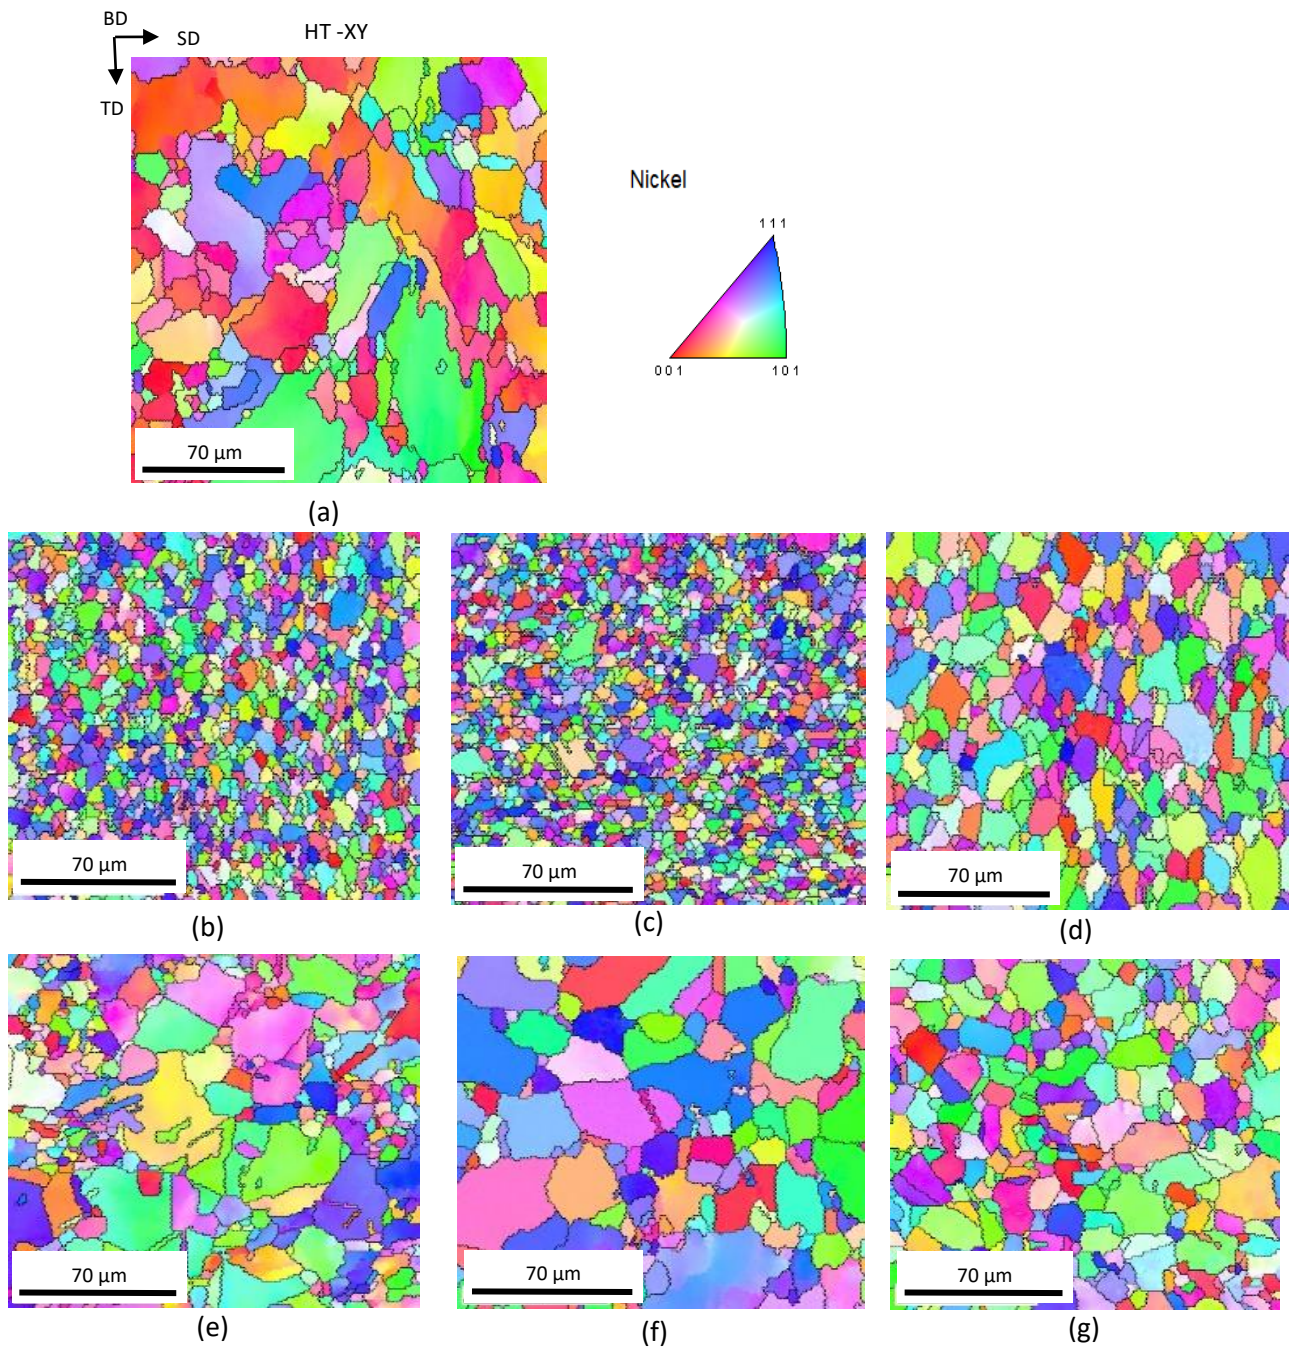 BD
SD
HT -XY
TD
Nickel
1 1 1
0 0 1
1 0 1
70 µm
(a)
70 µm
70 µm
70 µm
(b)
(c)
(d)
70 µm
70 µm
70 µm
(e)
(f)
(g)